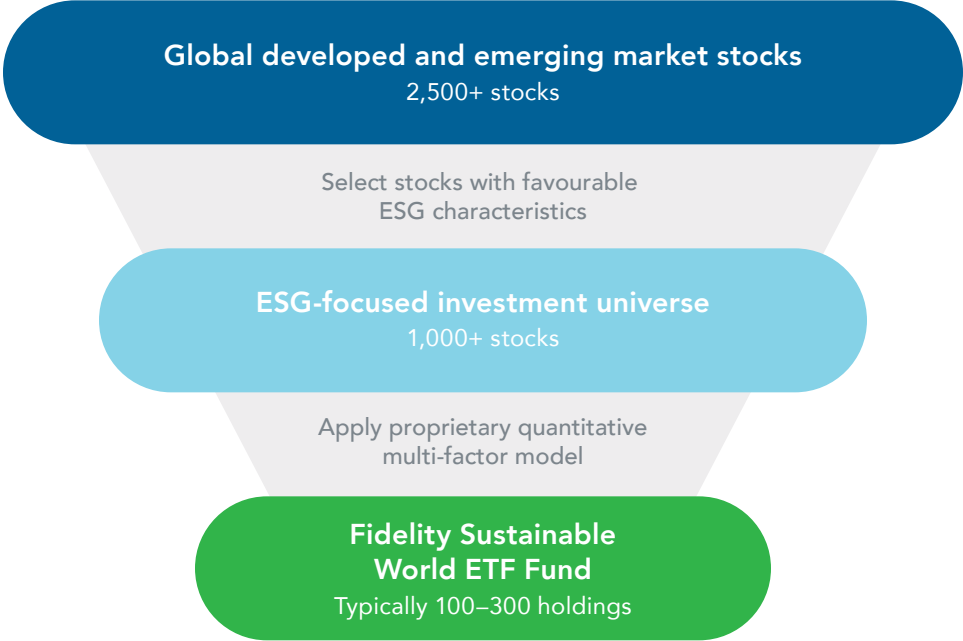 Global developed and emerging market stocks
2,500+ stocks
Select stocks with favourable
ESG characteristics
ESG-focused investment universe
1,000+ stocks
Apply proprietary quantitative
multi-factor model
Fidelity Sustainable
World ETF Fund
Typically 100–300 holdings